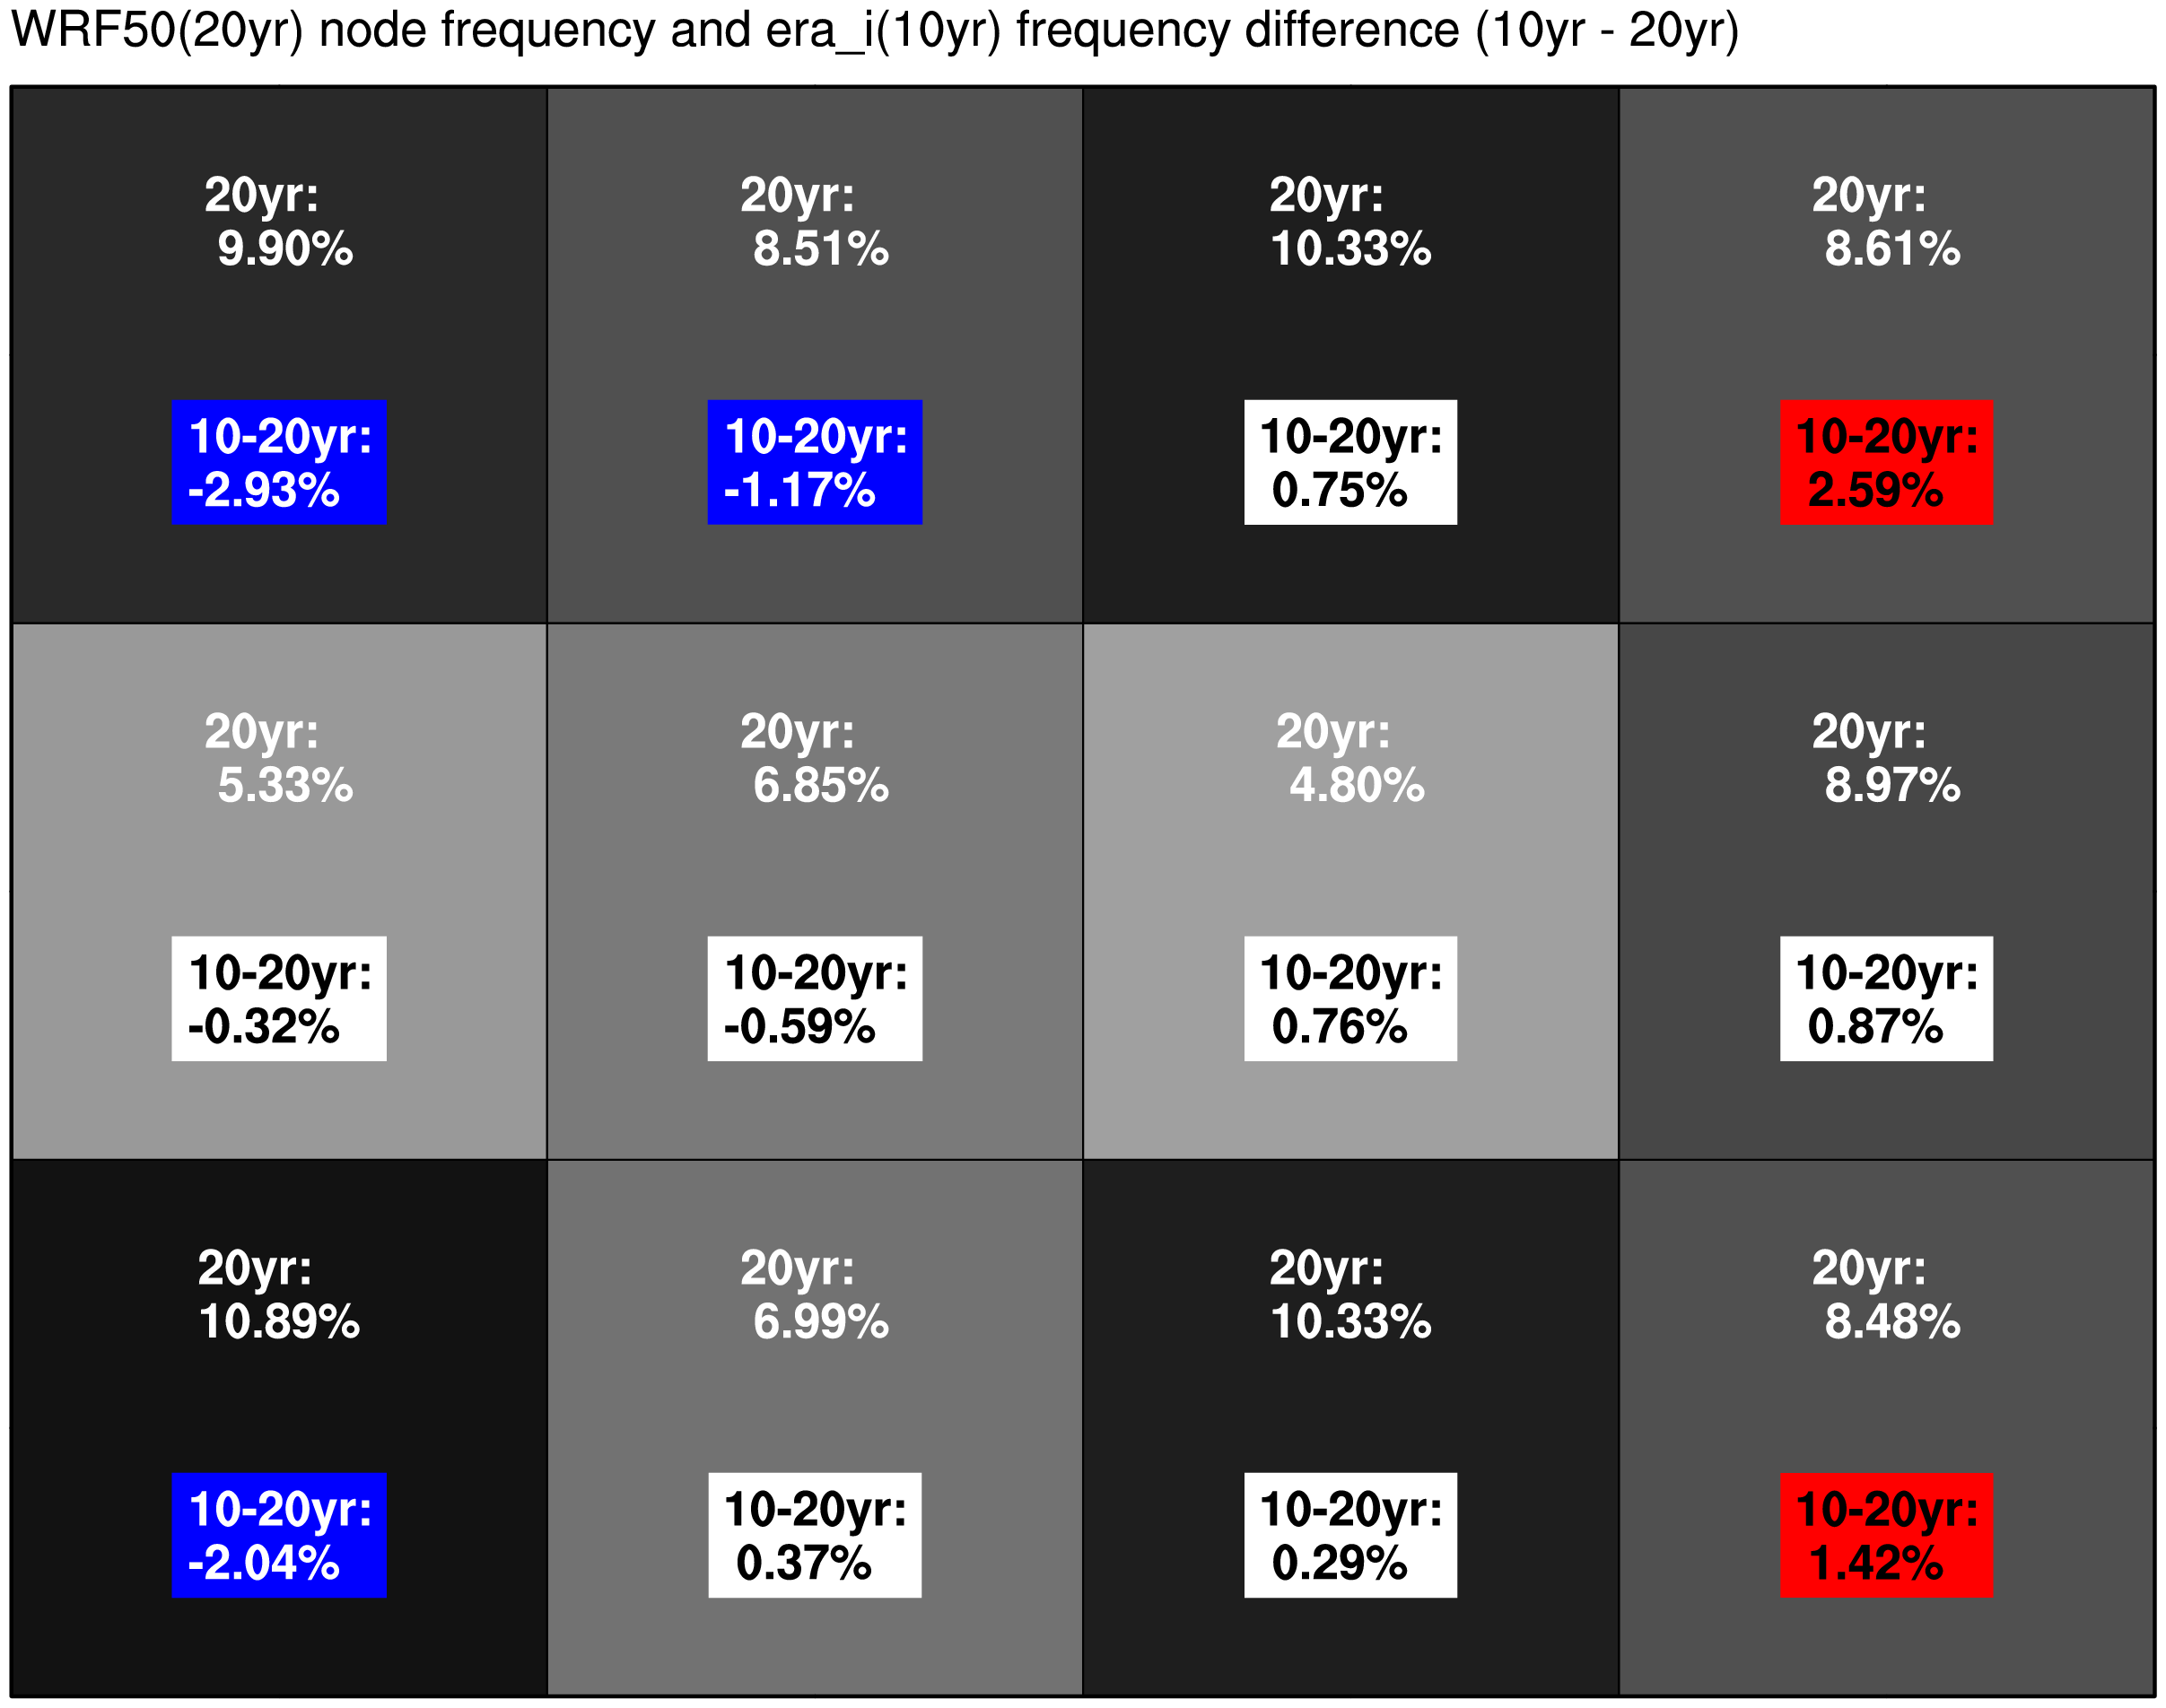 WRF50(20yr) node frequency and era_i(10yr) frequency difference (10yr - 20yr)
20yr:
9.90%
10-20yr:
-2.93%
20yr:
8.51%
10-20yr:
-1.17%
20yr:
10.33%
10-20yr:
0.75%
20yr:
8.61%
10-20yr:
2.59%
20yr:
5.33%
10-20yr:
-0.32%
20yr:
6.85%
10-20yr:
-0.59%
20yr:
4.80%
10-20yr:
0.76%
20yr:
8.97%
10-20yr:
0.87%
20yr:
10.89%
10-20yr:
-2.04%
20yr:
6.99%
10-20yr:
0.37%
20yr:
10.33%
10-20yr:
0.29%
20yr:
8.48%
10-20yr:
1.42%